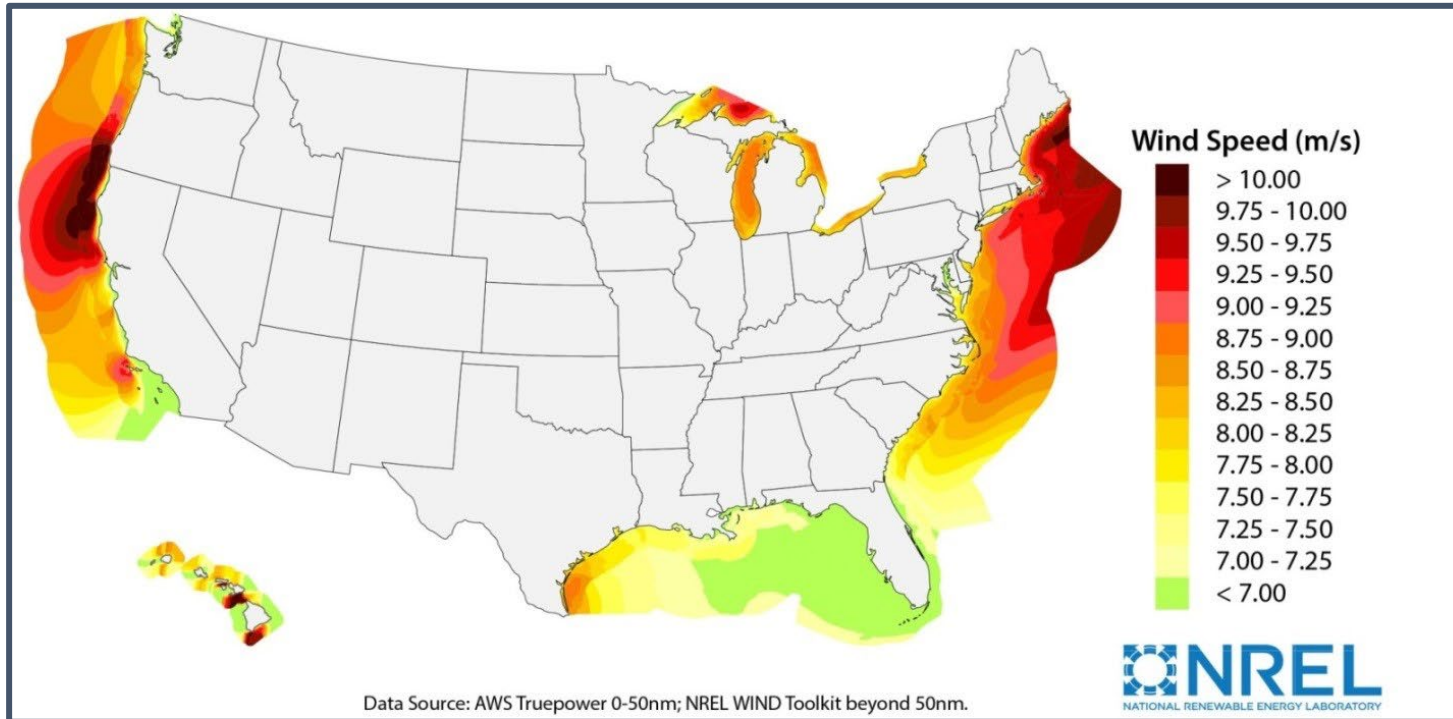 Wind Speed (m/s)
> 10.00
9.75 - 10.00
9.50 - 9.75
9.25 - 9.50
9.00 - 9.25
8.75 - 9.00
8.50 - 8.75
8.25 - 8.50
8.00 - 8.25
7.75 - 8.00
7.50 - 7.75
7.25 - 7.50
7.00 - 7.25
< 7.00
NREL
NATIONAL RENEWABLE ENERGY LABORATORY
Data Source: AWS Truepower 0-50nm; NREL WIND Toolkit beyond 50nm.